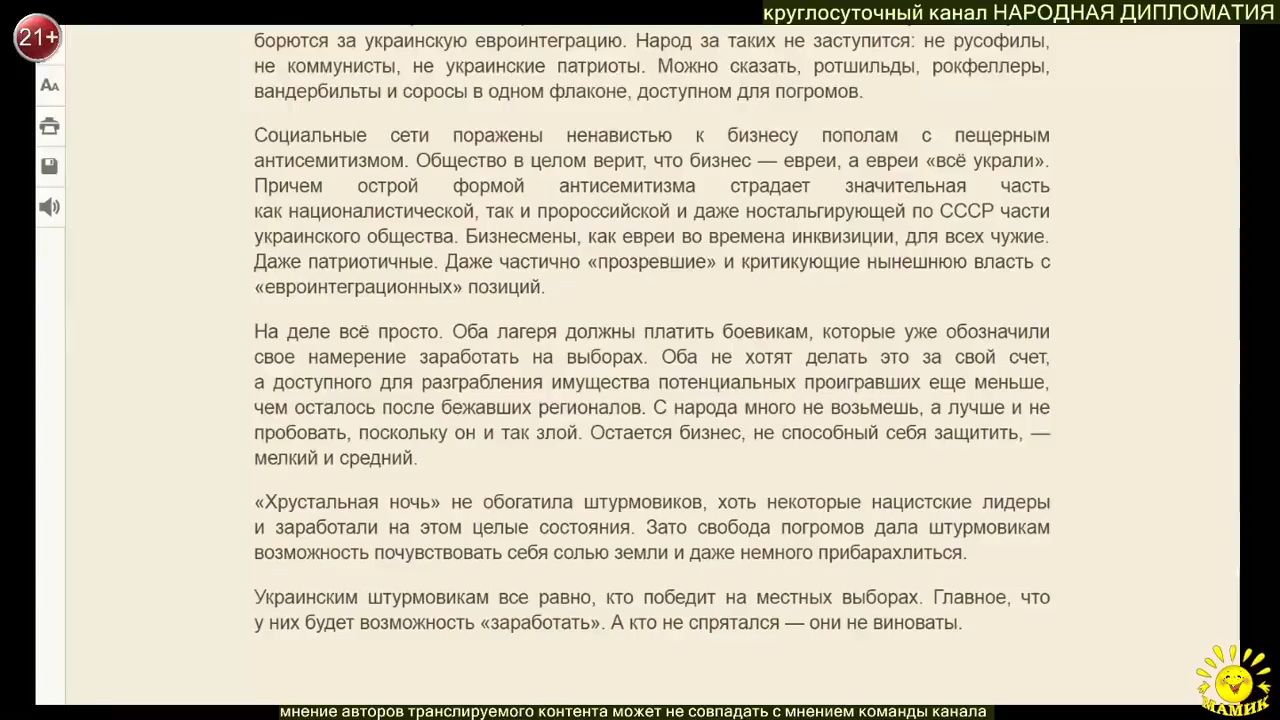 круглосуточный канал НАРОДНАЯ ДИПЛОМАТИЯ
21+
борются за украинскую евроинтеграцию. Народ за таких не заступится: не русофилы,
не коммунисты, не украинские патриоты. Можно сказать, ротшильды, рокфеллеры,
вандербильты и соросы в одном флаконе, доступном для погромов.
AA
Социальные сети поражены ненавистью к бизнесу пополам с пещерным
антисемитизмом. Общество в целом верит, что бизнес — евреи, а евреи «всё украли».
Причем острой формой антисемитизма страдает значительная часть
как националистической, так и пророссийской и даже ностальгирующей по СССР части
украинского общества. Бизнесмены, как евреи во времена инквизиции, для всех чужие.
Даже патриотичные. Даже частично «прозревшие» и критикующие нынешнюю власть с
«евроинтеграционных» позиций.
На деле всё просто. Оба лагеря должны платить боевикам, которые уже обозначили
свое намерение заработать на выборах. Оба не хотят делать это за свой счет,
а доступного для разграбления имущества потенциальных проигравших еще меньше,
чем осталось после бежавших регионалов. С народа много не возьмешь, а лучше и не
пробовать, поскольку он и так злой. Остается бизнес, не способный себя защитить, —
мелкий и средний.
«Хрустальная ночь» не обогатила штурмовиков, хоть некоторые нацистские лидеры
и заработали на этом целые состояния. Зато свобода погромов дала штурмовикам
возможность почувствовать себя солью земли и даже немного прибарахлиться.
Украинским штурмовикам все равно, кто победит на местных выборах. Главное, что
у них будет возможность «заработать». А кто не спрятался — они не виноваты.
МАМИК
мнение авторов транслируемого контента может не совпадать с мнением команды канала